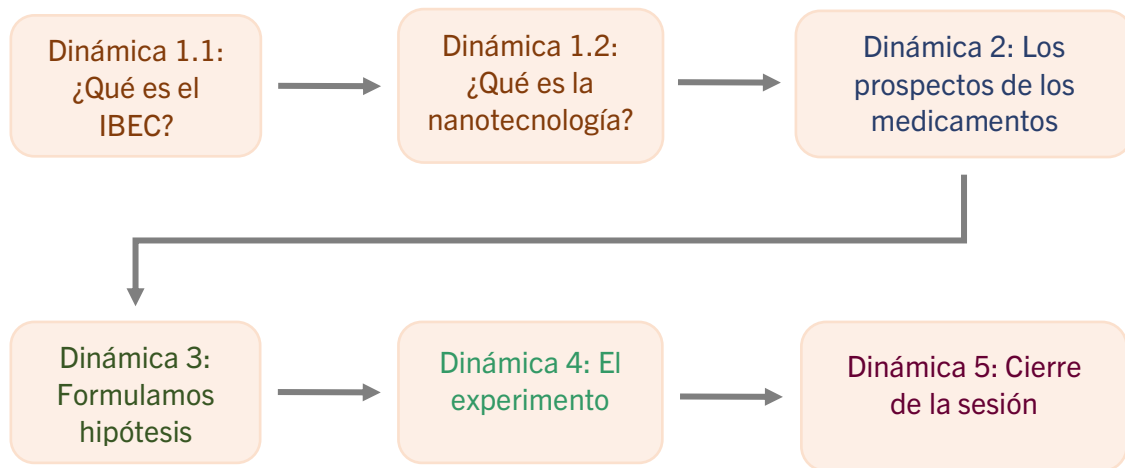 Dinámica 1.1:
¿Qué es el
IBEC?
Dinámica 1.2:
¿Qué es la
nanotecnología?
Dinámica 2: Los
prospectos de los
medicamentos
Dinámica 3:
Formulamos
hipótesis
Dinámica 4: El
experimento
Dinámica 5: Cierre
de la sesión